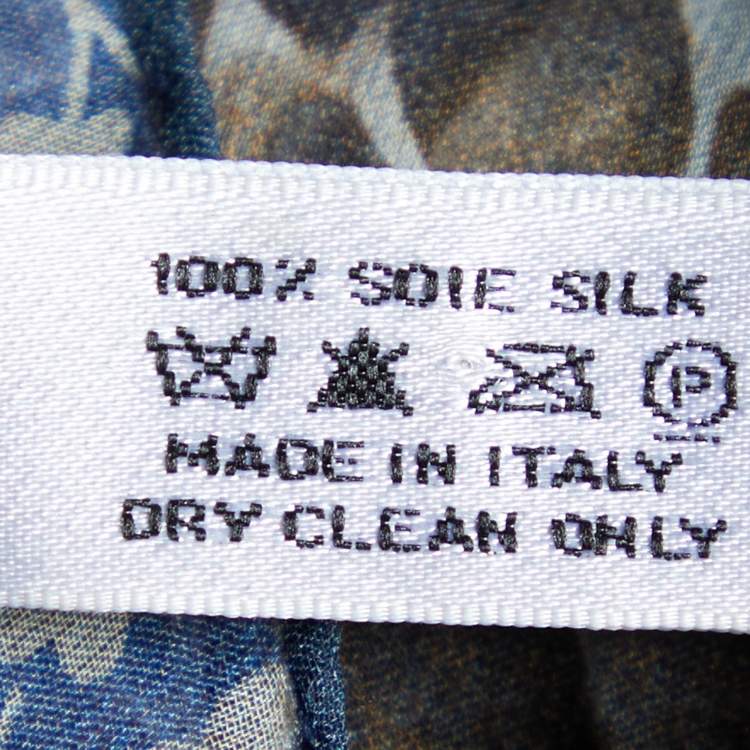 100% SOIE SILK
P
MADE IN ITALY
DRY CLEAN ONLY